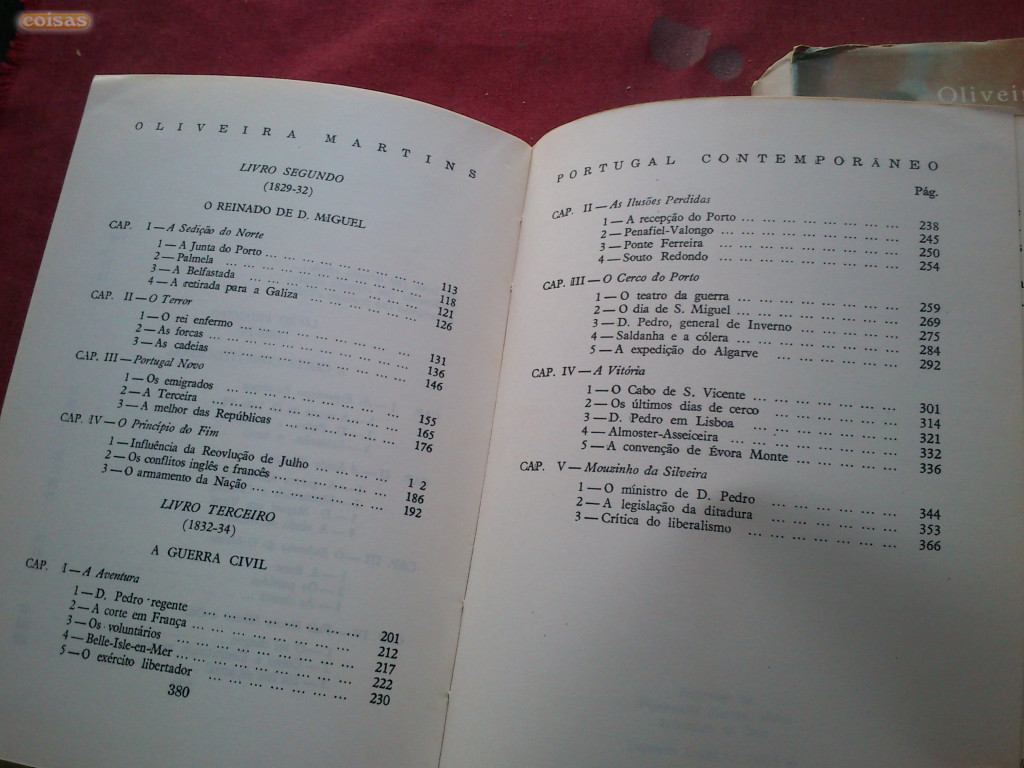 coisas
Oliveir
OLIVEIRA MARTINS
LIVRO SEGUNDO
(1829-32)
O REINADO DE D. MIGUEL
CAP. I — A Sedição do Norte
1 — A Junta do Porto ... ... ... ... ... ... ... 113
2 — Palmela ... ... ... ... ... ... ... ... ... 118
3 — A Belfastada ... ... ... ... ... ... ... 121
4 — A retirada para a Galiza ... ... ... ... ... 126
CAP. II — O Terror
1 — O rei enfermo ... ... ... ... ... ... ... 131
2 — As forcas ... ... ... ... ... ... ... ... 136
3 — As cadeias ... ... ... ... ... ... ... 146
CAP. III — Portugal Novo
1 — Os emigrados ... ... ... ... ... ... ... 155
2 — A Terceira ... ... ... ... ... ... ... 165
3 — A melhor das Repúblicas ... ... ... ... ... 176
CAP. IV — O Princípio do Fim
1 — Influência da Reovlução de Julho ... ... ... ... 1 2
2 — Os conflitos inglês e francês ... ... ... ... ... 186
3 — O armamento da Nação ... ... ... ... ... ... 192
LIVRO TERCEIRO
(1832-34)
A GUERRA CIVIL
CAP. I — A Aventura
1 — D. Pedro regente ... ... ... ... ... ... 201
2 — A corte em França ... ... ... ... ... ... ... 212
3 — Os voluntários ... ... ... ... ... ... ... 217
4 — Belle-Isle-en-Mer ... ... ... ... ... ... ... 222
5 — O exército libertador ... ... ... ... ... ... 230
380
PORTUGAL CONTEMPORÂNEO
Pág.
CAP. II — As Ilusões Perdidas
1 — A recepção do Porto ... ... ... ... ... ... ... 238
2 — Penafiel-Valongo ... ... ... ... ... ... ... ... 245
3 — Ponte Ferreira ... ... ... ... ... ... ... ... 250
4 — Souto Redondo ... ... ... ... ... ... ... ... 254
CAP. III — O Cerco do Porto
1 — O teatro da guerra ... ... ... ... ... ... ... 259
2 — O dia de S. Miguel ... ... ... ... ... ... ... 269
3 — D. Pedro, general de Inverno ... ... ... ... ... 275
4 — Saldanha e a cólera ... ... ... ... ... ... ... 284
5 — A expedição do Algarve ... ... ... ... ... ... 292
CAP. IV — A Vitória
1 — O Cabo de S. Vicente ... ... ... ... ... ... 301
2 — Os últimos dias de cerco ... ... ... ... ... ... 314
3 — D. Pedro em Lisboa ... ... ... ... ... ... ... 321
4 — Almoster-Asseiceira ... ... ... ... ... ... ... 332
5 — A convenção de Évora Monte ... ... ... ... ... 336
CAP. V — Mouzinho da Silveira
1 — O ministro de D. Pedro ... ... ... ... ... ... 344
2 — A legislação da ditadura ... ... ... ... ... ... 353
3 — Crítica do liberalismo ... ... ... ... ... ... 366